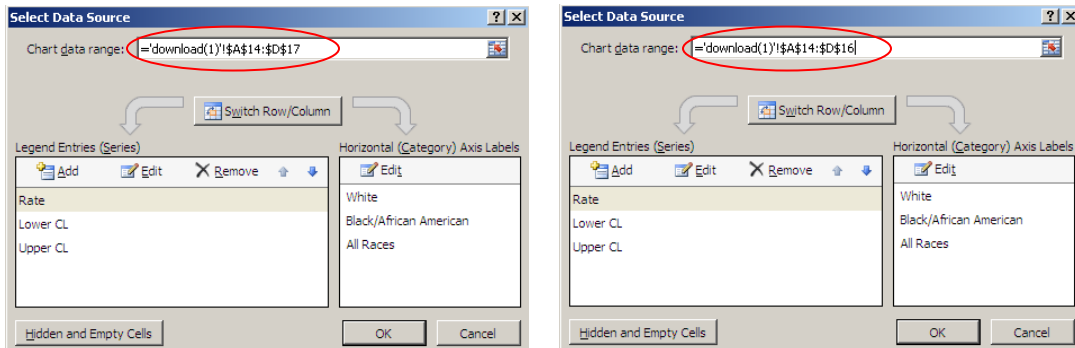 Select Data Source
?
Chart data range: ='download(1)'!$A$14:$D$17
Switch Row/Column
Legend Entries (Series)
Add Edit Remove
Rate
Lower CL
Upper CL
Horizontal (Category) Axis Labels
Edit
White
Black/African American
All Races
Hidden and Empty Cells
OK Cancel
Select Data Source
?
Chart data range: ='download(1)'!$A$14:$D$16
Switch Row/Column
Legend Entries (Series)
Add Edit Remove
Rate
Lower CL
Upper CL
Horizontal (Category) Axis Labels
Edit
White
Black/African American
All Races
Hidden and Empty Cells
OK Cancel